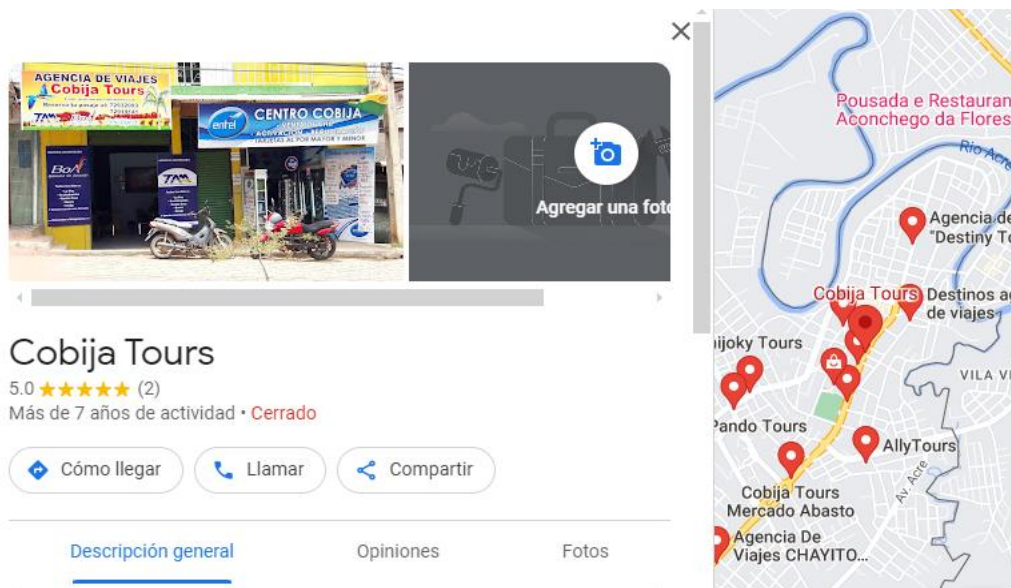 AGENCIA DE VIAJES
Cobija Tours
CENTRO COBIJA
entel
TARJETAS AL POR MAYOR Y MENOR
BoA
TAM
Agregar una foto
Cobija Tours
5.0 (2)
Más de 7 años de actividad • Cerrado
Cómo llegar
Llamar
Compartir
Descripción general
Opiniones
Fotos
Pousada e Restauran
Aconchego da Flores
Rio Acre
Agencia de
"Destiny To
Cobija Tours
Destinos ag
de viajes
ijoky Tours
VILA VI
Pando Tours
AllyTours
Cobija Tours
Mercado Abasto
Av. Acre
Agencia De
Viajes CHAYITO...